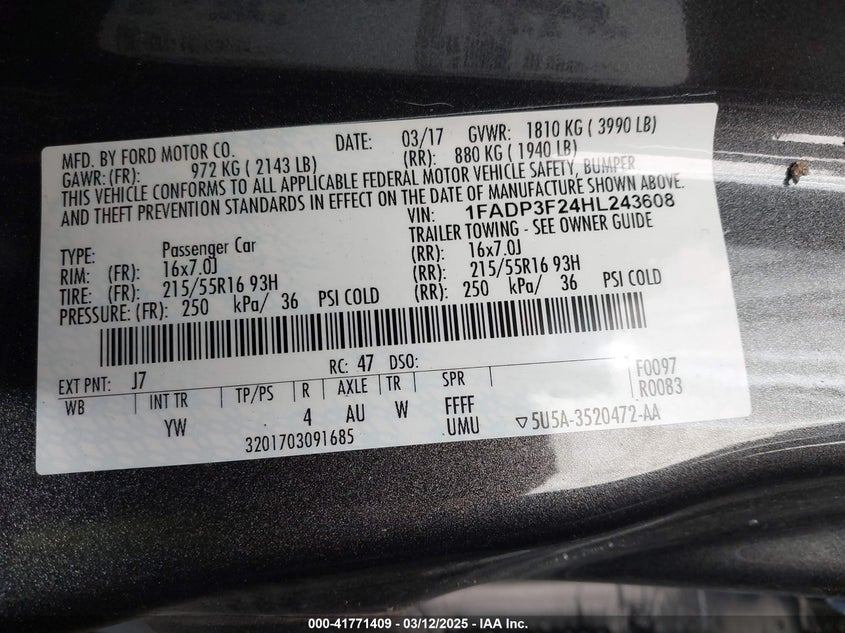 MFD. BY FORD MOTOR CO. DATE: 03/17 GVWR: 1810 KG ( 3990 LB)
GAWR: (FR): 972 KG ( 2143 LB) (RR): 880 KG ( 1940 LB)
THIS VEHICLE CONFORMS TO ALL APPLICABLE FEDERAL MOTOR VEHICLE SAFETY, BUMPER
AND THEFT PREVENTION STANDARDS IN EFFECT ON THE DATE OF MANUFACTURE SHOWN ABOVE.
VIN: 1FADP3F24HL243608
TYPE: Passenger Car TRAILER TOWING - SEE OWNER GUIDE
RIM: (FR): 16x7.0J (RR): 16x7.0J
TIRE: (FR): 215/55R16 93H (RR): 215/55R16 93H
PRESSURE: (FR): 250 kPa/ 36 PSI COLD (RR): 250 kPa/ 36 PSI COLD
EXT PNT: J7 RC: 47 DSO: F0097
WB INT TR TP/PS R AXLE TR SPR R0083
YW 4 AU W FFFF
3201703091685 UMU ▽5U5A-3520472-AA
000-41771409 - 03/12/2025 - IAA Inc.